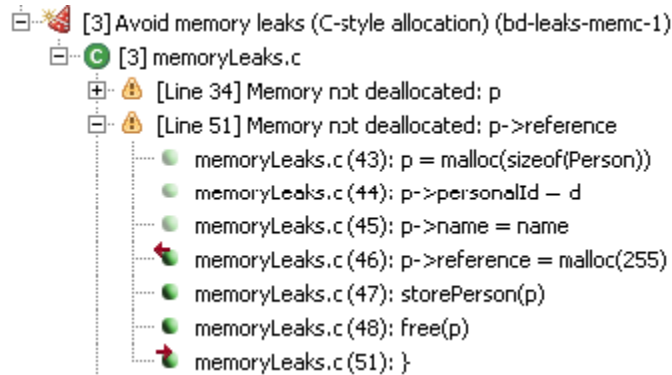 [3] Avoid memory leaks (C-style allocation) (bd-leaks-memc-1)
C [3] memoryLeaks.c
[Line 34] Memory not deallocated: p
[Line 51] Memory not deallocated: p->reference
memoryLeaks.c (43): p = malloc(sizeof(Person))
memoryLeaks.c (44): p->personalId = d
memoryLeaks.c (45): p->name = name
memoryLeaks.c (46): p->reference = malloc(255)
memoryLeaks.c (47): storePerson(p)
memoryLeaks.c (48): free(p)
memoryLeaks.c (51): }